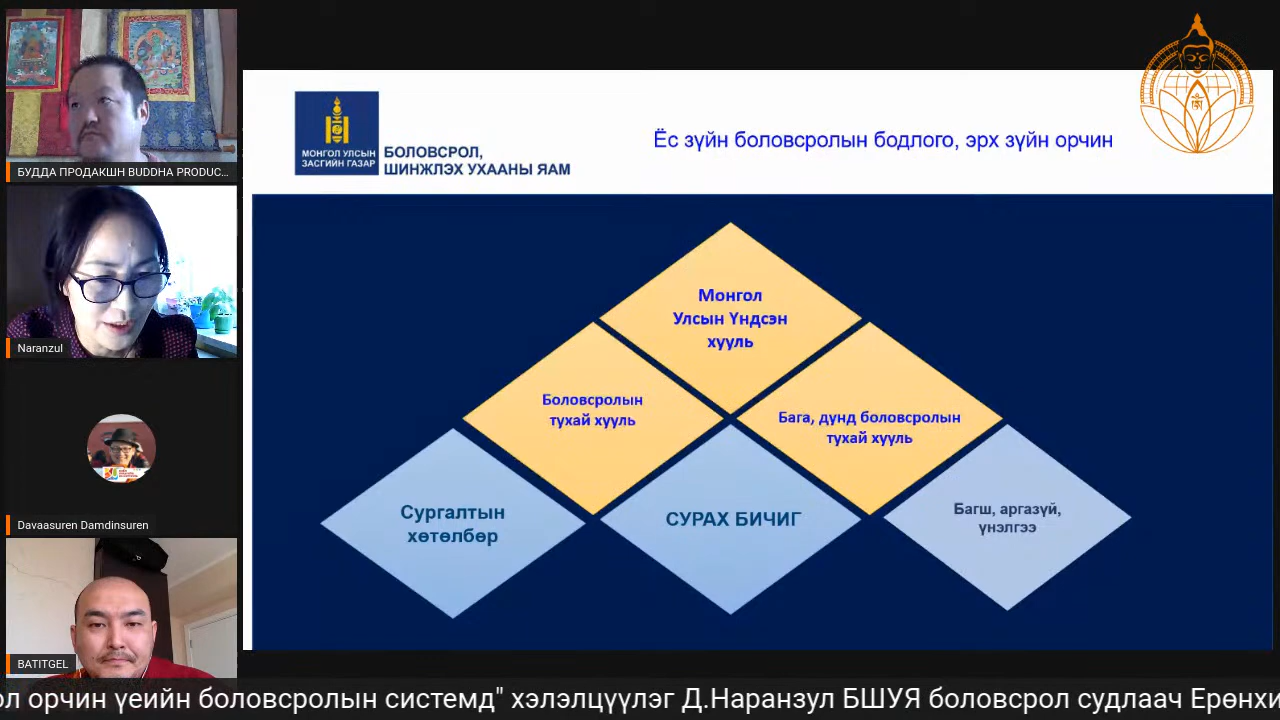 БУДДА ПРОДАКШН BUDDHA PRODUC...
Naranzul
Davaasuren Damdinsuren
BATITGEL
МОНГОЛ УЛСЫН
ЗАСГИЙН ГАЗАР
БОЛОВСРОЛ,
ШИНЖЛЭХ УХААНЫ ЯАМ
Ёс зүйн боловсролын бодлого, эрх зүйн орчин
Монгол
Улсын Үндсэн
хууль
Боловсролын
тухай хууль
Бага, дунд боловсролын
тухай хууль
Сургалтын
хөтөлбөр
СУРАХ БИЧИГ
Багш, аргазүй,
үнэлгээ
ол орчин үеийн боловсролын системд" хэлэлцүүлэг Д.Наранзул БШУЯ боловсрол судлаач Ерөнхи